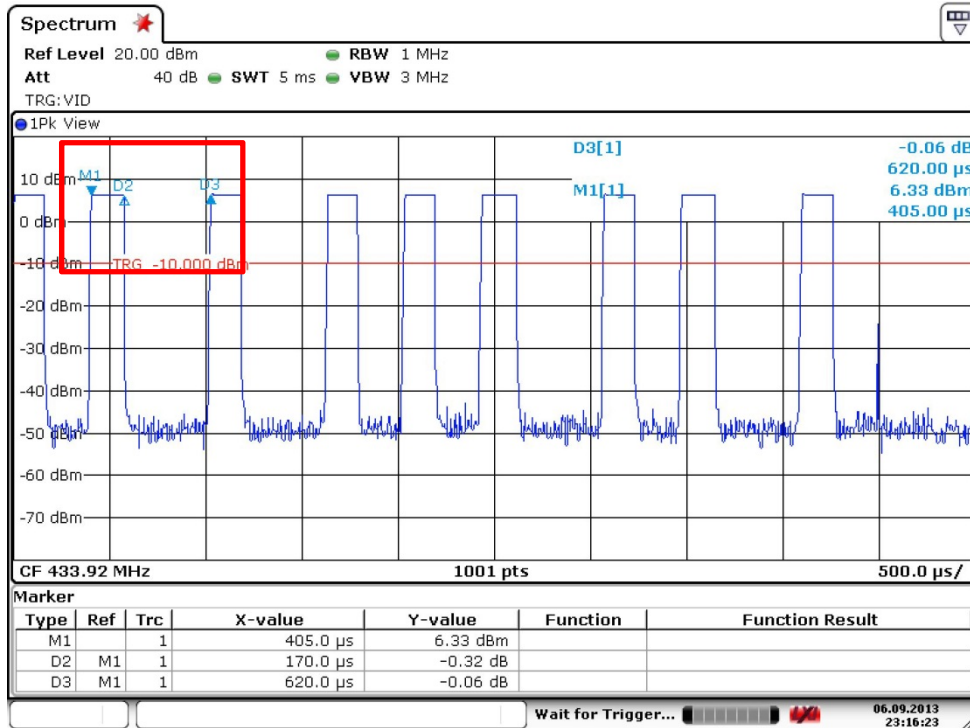 Spectrum
Ref Level 20.00 dBm RBW 1 MHz
Att 40 dB SWT 5 ms VBW 3 MHz
TRG: VID
1Pk View
D3[1] -0.06 dB
620.00 µs
M1[1] 6.33 dBm
405.00 µs
M1 D2 D3
10 dBm
0 dBm
-10 dBm TRG -10.000 dBm
-20 dBm
-30 dBm
-40 dBm
-50 dBm
-60 dBm
-70 dBm
CF 433.92 MHz 1001 pts 500.0 µs/
Marker
Type Ref Trc X-value Y-value Function Function Result
M1 1 405.0 µs 6.33 dBm
D2 M1 1 170.0 µs -0.32 dB
D3 M1 1 620.0 µs -0.06 dB
Wait for Trigger... 06.09.2013
23:16:23